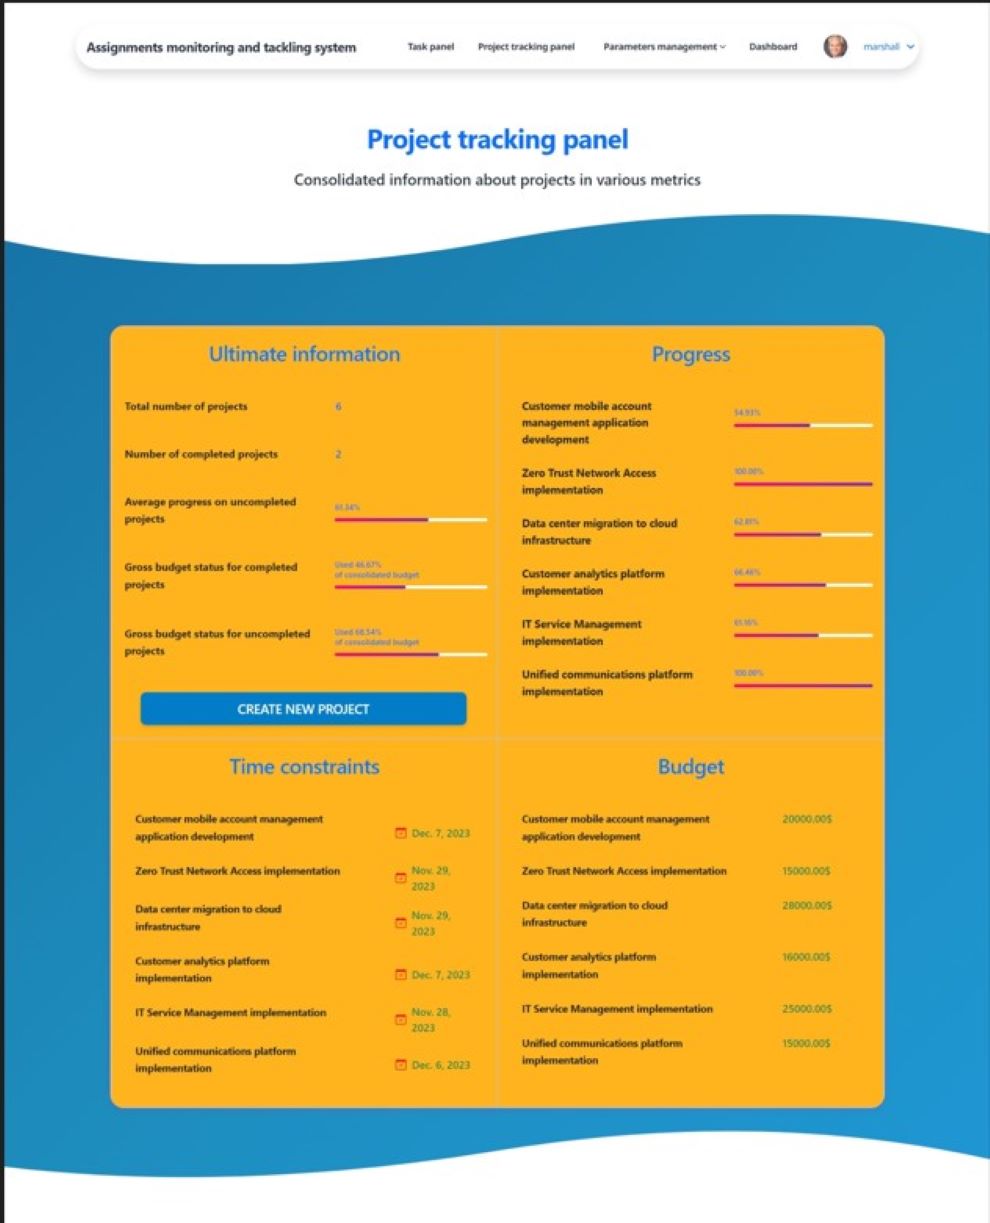 Assignments monitoring and tackling system
Task panel
Project tracking panel
Parameters management
Dashboard
marshall
Project tracking panel
Consolidated information about projects in various metrics
Ultimate information
Total number of projects
6
Number of completed projects
2
Average progress on uncompleted
projects
61.34%
Gross budget status for completed
projects
Used 46.67%
of consolidated budget
Gross budget status for uncompleted
projects
Used 68.54%
of consolidated budget
CREATE NEW PROJECT
Progress
Customer mobile account
management application
development
54.93%
Zero Trust Network Access
implementation
100.00%
Data center migration to cloud
infrastructure
62.81%
Customer analytics platform
implementation
66.46%
IT Service Management
implementation
61.16%
Unified communications platform
implementation
100.00%
Time constraints
Customer mobile account management
application development
Dec. 7, 2023
Zero Trust Network Access implementation
Nov. 29,
2023
Data center migration to cloud
infrastructure
Nov. 29,
2023
Customer analytics platform
implementation
Dec. 7, 2023
IT Service Management implementation
Nov. 28,
2023
Unified communications platform
implementation
Dec. 6, 2023
Budget
Customer mobile account management
application development
20000.00$
Zero Trust Network Access implementation
15000.00$
Data center migration to cloud
infrastructure
28000.00$
Customer analytics platform
implementation
16000.00$
IT Service Management implementation
25000.00$
Unified communications platform
implementation
15000.00$